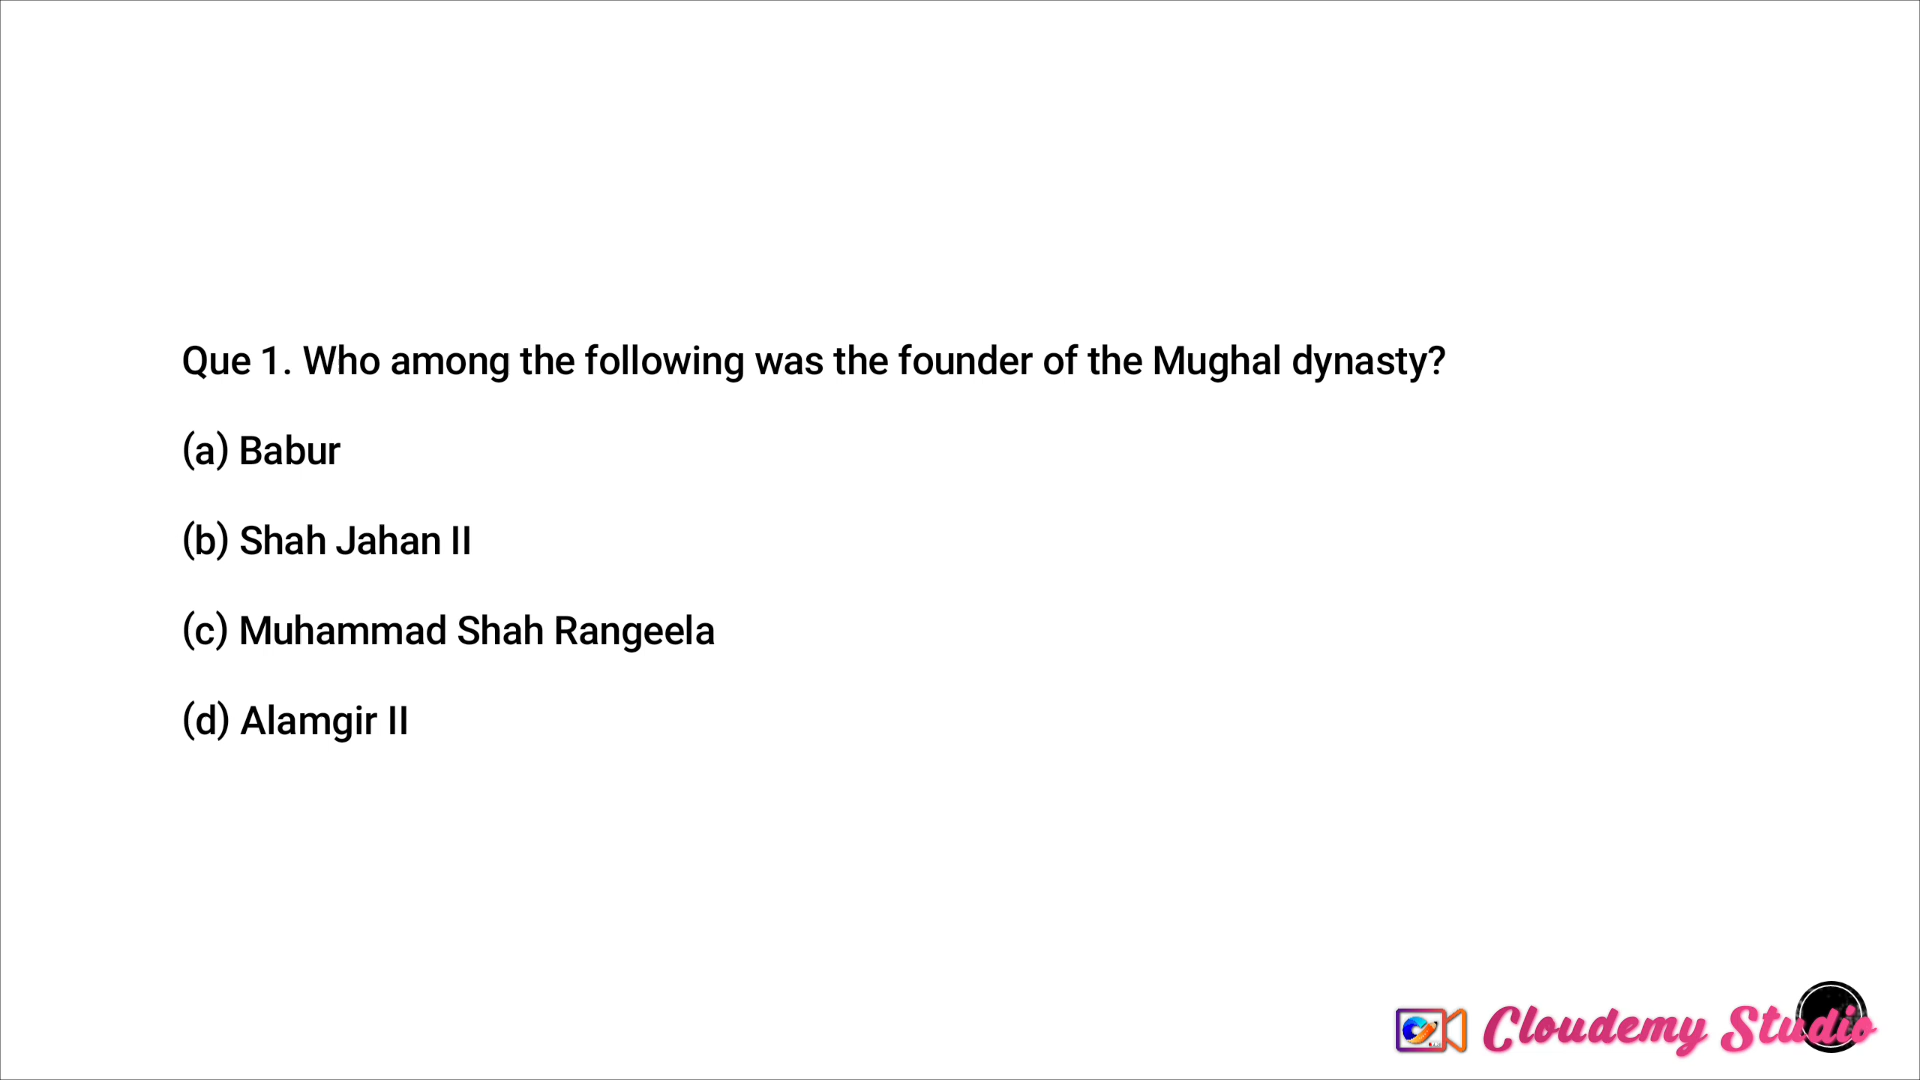 Que 1. Who among the following was the founder of the Mughal dynasty?
(a) Babur
(b) Shah Jahan II
(c) Muhammad Shah Rangeela
(d) Alamgir II
Cloudemy Studio